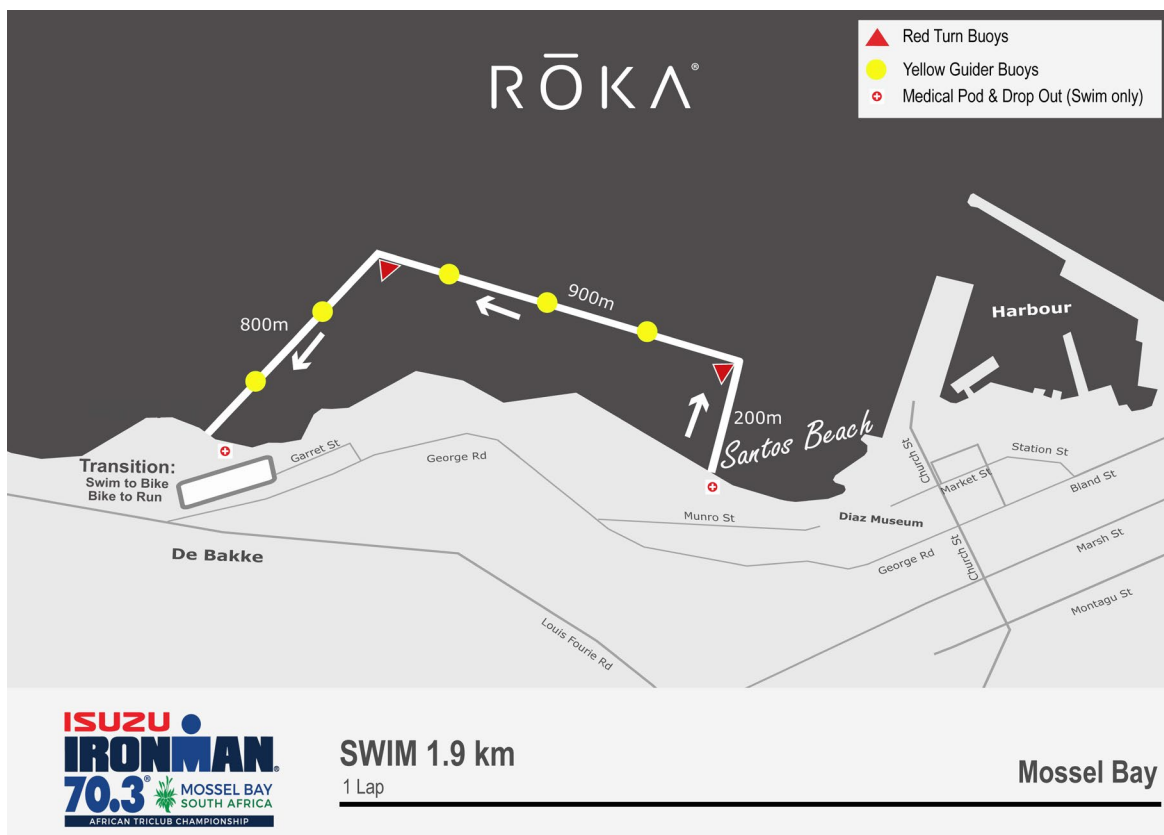 RŌKA®
Red Turn Buoys
Yellow Guider Buoys
Medical Pod & Drop Out (Swim only)
900m
800m
200m
Harbour
Santos Beach
Transition:
Swim to Bike
Bike to Run
Garret St
George Rd
Church St
Station St
Market St
Bland St
Munro St
Diaz Museum
De Bakke
George Rd
Church St
Marsh St
Montagu St
Louis Fourie Rd
ISUZU
IRONMAN®
70.3® MOSSEL BAY
SOUTH AFRICA
AFRICAN TRICLUB CHAMPIONSHIP
SWIM 1.9 km
1 Lap
Mossel Bay